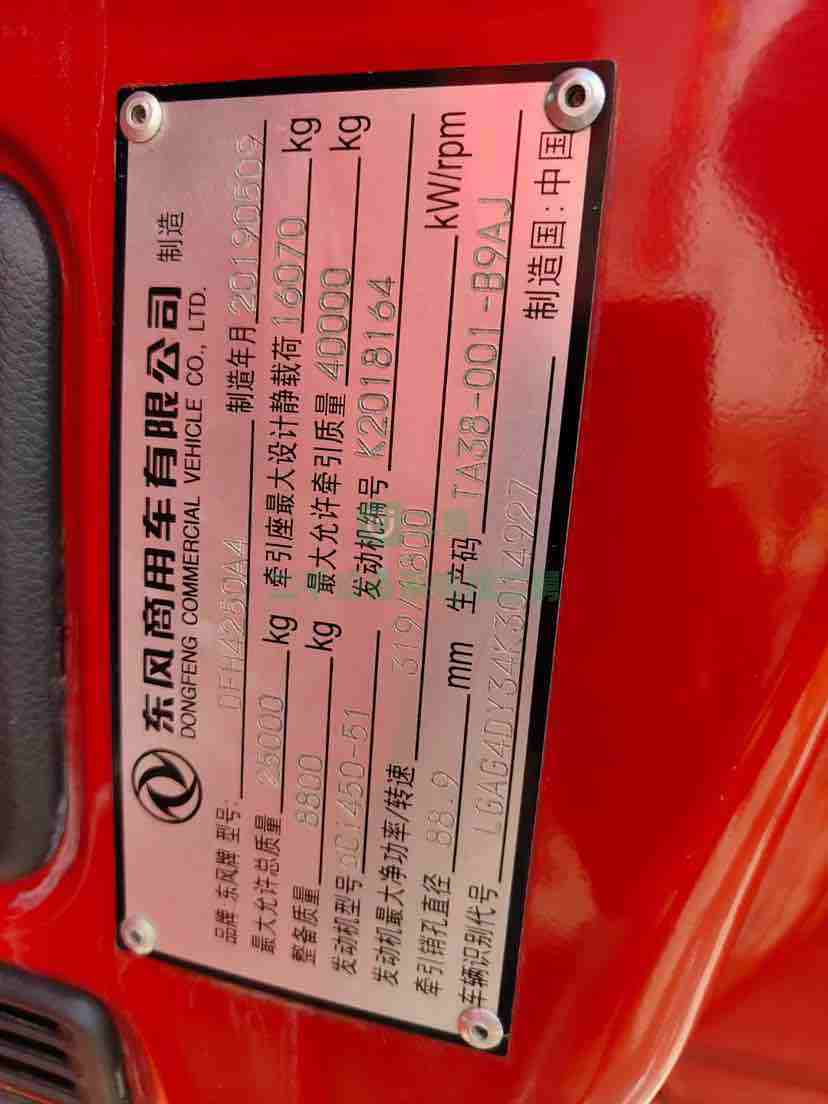 东风商用车有限公司 制造
DONGFENG COMMERCIAL VEHICLE CO., LTD.
品牌:东风牌 型号: DFH4250A4 制造年月 20190509
最大允许总质量 25000 kg 牵引座最大设计静载荷 16070 kg
整备质量 8800 kg 最大允许牵引质量 40000 kg
发动机型号 dCi450-51 发动机编号 K2018164
发动机最大净功率/转速 319/1800 kW/rpm
牵引销孔直径 88.9 mm 生产码 TA38-001-B9AJ
车辆识别代号 LGAG4DY34K3014927 制造国:中国